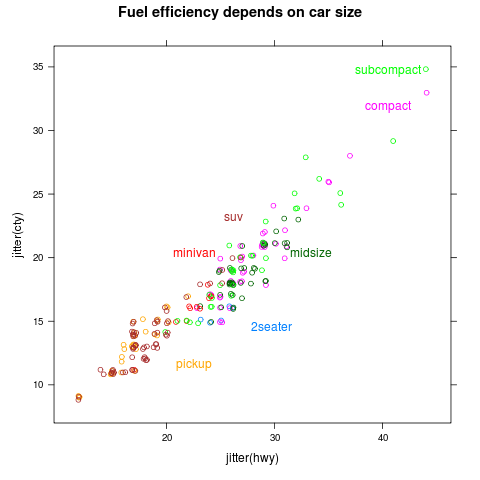 Fuel efficiency depends on car size
35
30
25
20
15
10
jitter(cty)
subcompact
compact
suv
minivan
midsize
2seater
pickup
20
30
40
jitter(hwy)